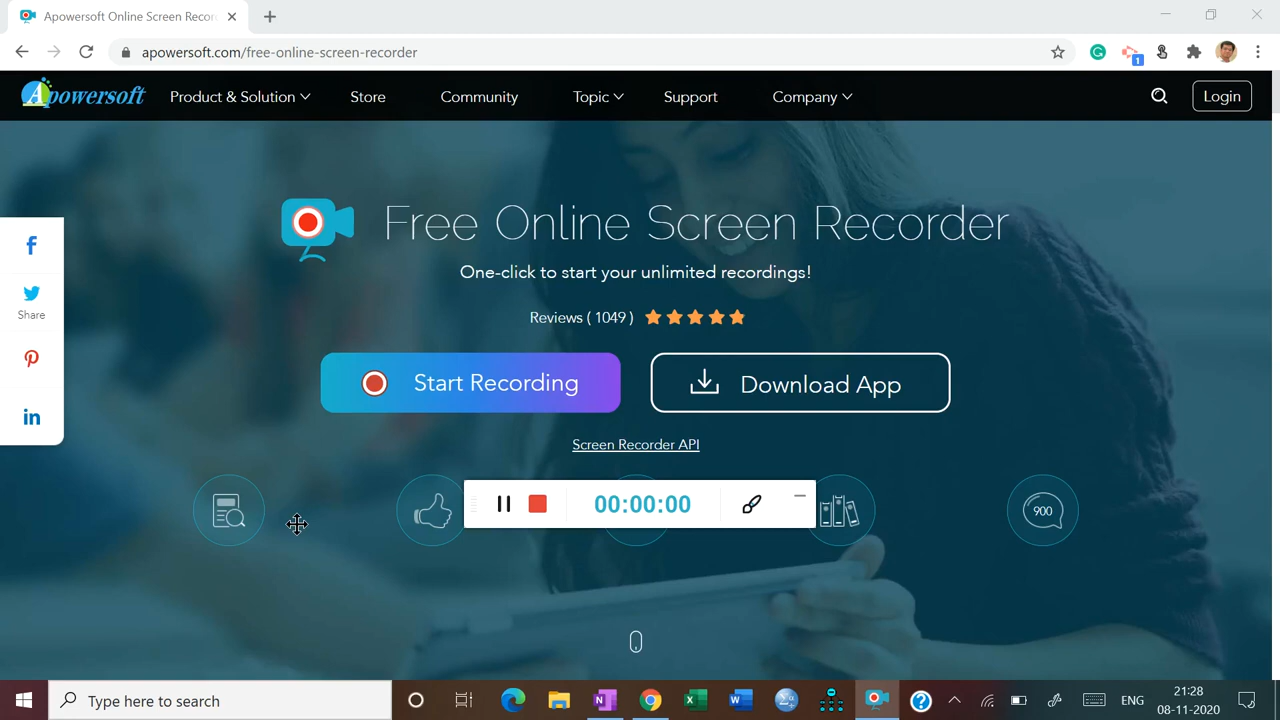 Apowersoft Online Screen Recor
apowersoft.com/free-online-screen-recorder
1
Apowersoft
Product & Solution
Store
Community
Topic
Support
Company
Login
Free Online Screen Recorder
One-click to start your unlimited recordings!
Reviews ( 1049 )
Share
Start Recording
Download App
Screen Recorder API
00:00:00
900
Type here to search
ENG
21:28
08-11-2020